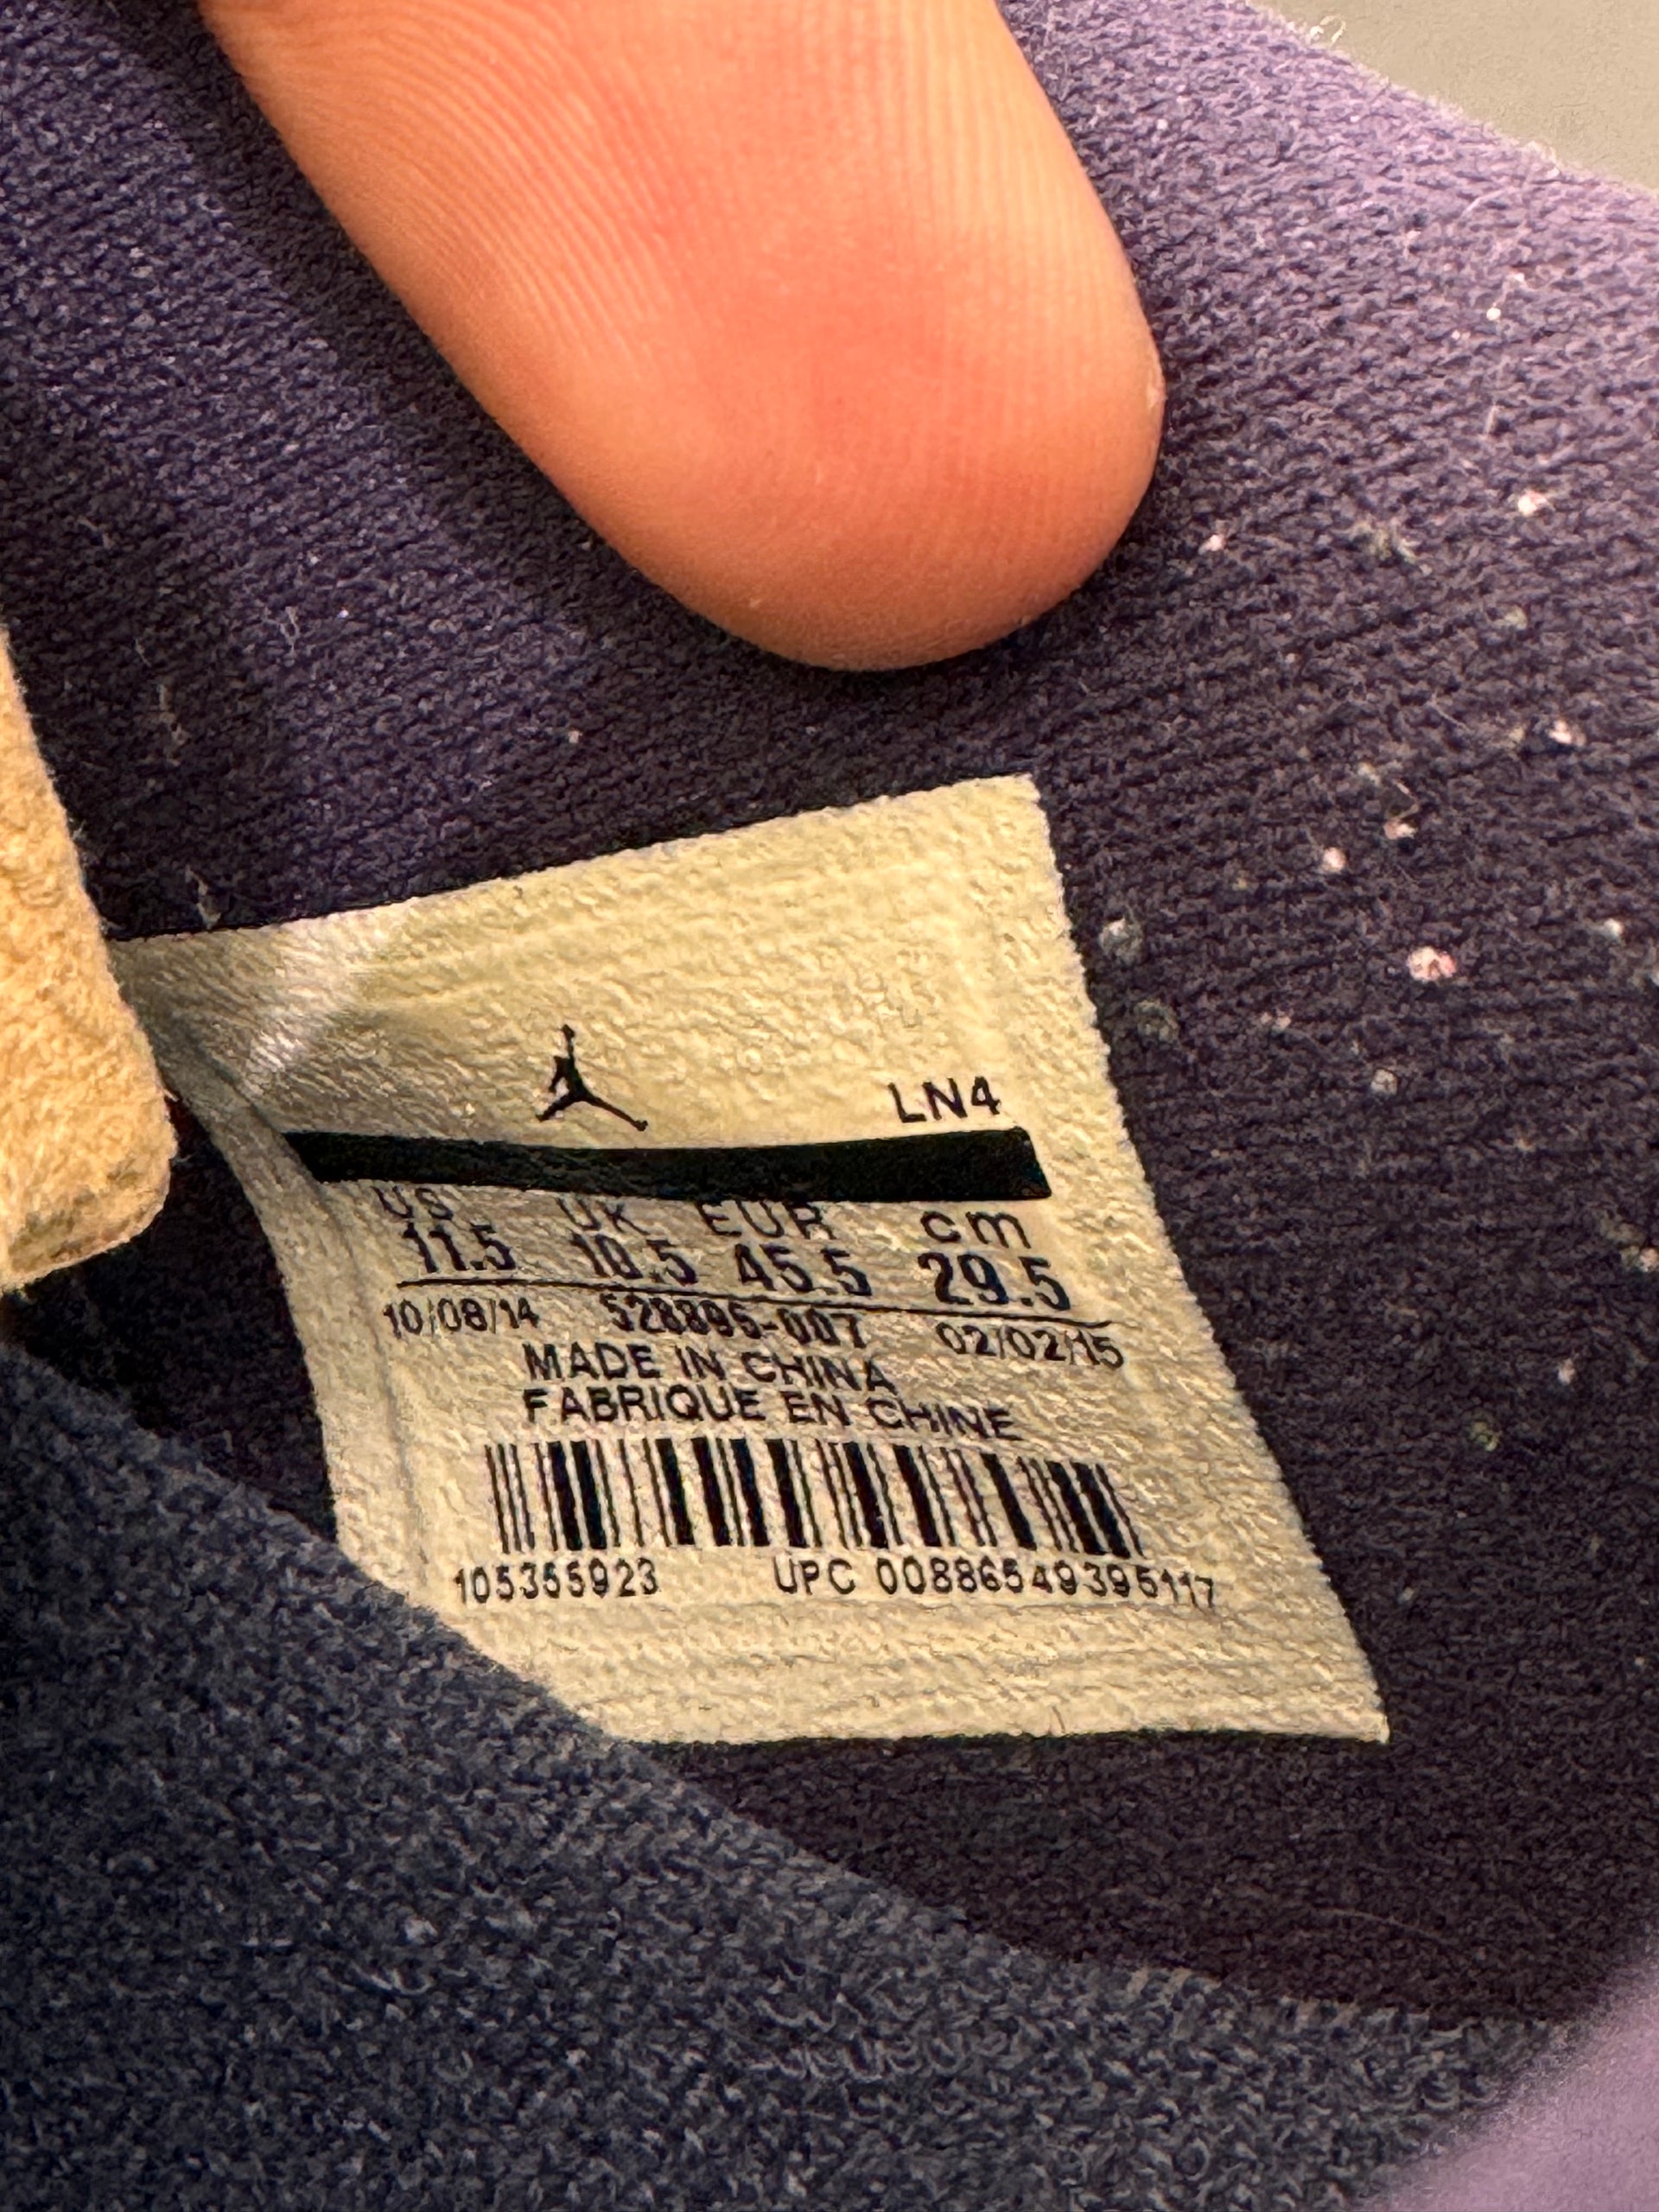 LN4
US UK EUR cm
11.5 10.5 45.5 29.5
10/08/14 528895-007 02/02/15
MADE IN CHINA
FABRIQUE EN CHINE
105355923 UPC 00886549395117